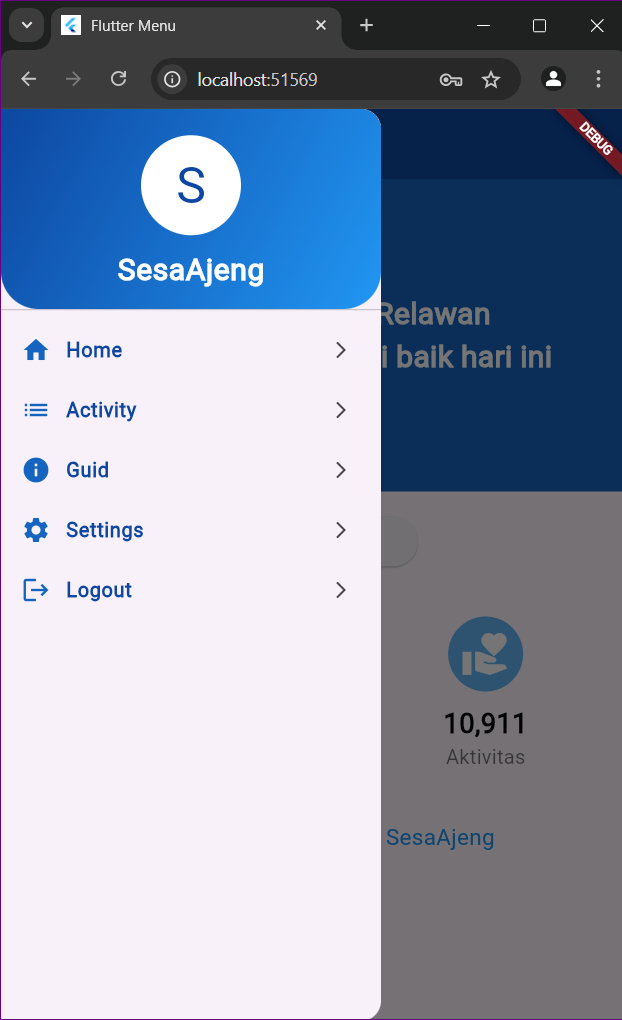 Flutter Menu
localhost:51569
DEBUG
S
SesaAjeng
Relawan
i baik hari ini
Home
Activity
Guid
Settings
Logout
10,911
Aktivitas
SesaAjeng